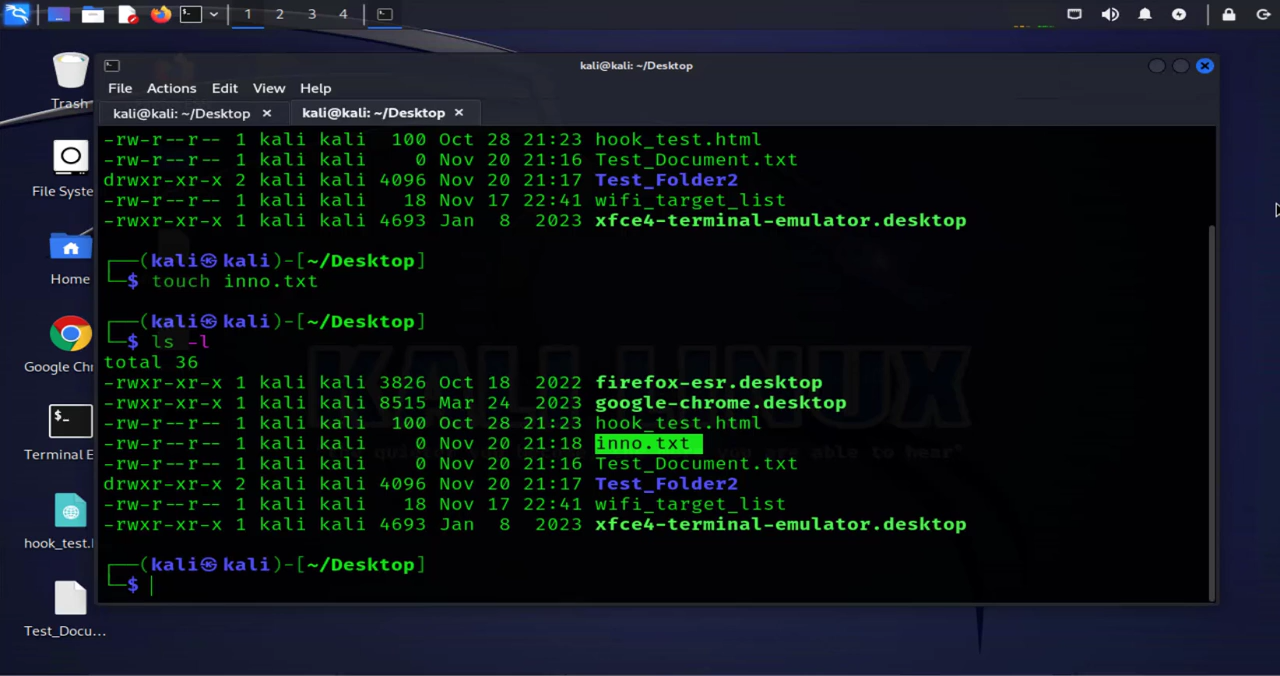 1 2 3 4
kali@kali: ~/Desktop
File Actions Edit View Help
kali@kali: ~/Desktop × kali@kali: ~/Desktop ×
-rw-r--r-- 1 kali kali 100 Oct 28 21:23 hook_test.html
-rw-r--r-- 1 kali kali 0 Nov 20 21:16 Test_Document.txt
drwxr-xr-x 2 kali kali 4096 Nov 20 21:17 Test_Folder2
-rw-r--r-- 1 kali kali 18 Nov 17 22:41 wifi_target_list
-rwxr-xr-x 1 kali kali 4693 Jan 8 2023 xfce4-terminal-emulator.desktop
┌──(kali㉿kali)-[~/Desktop]
└─$ touch inno.txt
┌──(kali㉿kali)-[~/Desktop]
└─$ ls -l
total 36
-rwxr-xr-x 1 kali kali 3826 Oct 18 2022 firefox-esr.desktop
-rwxr-xr-x 1 kali kali 8515 Mar 24 2023 google-chrome.desktop
-rw-r--r-- 1 kali kali 100 Oct 28 21:23 hook_test.html
-rw-r--r-- 1 kali kali 0 Nov 20 21:18 inno.txt
-rw-r--r-- 1 kali kali 0 Nov 20 21:16 Test_Document.txt
drwxr-xr-x 2 kali kali 4096 Nov 20 21:17 Test_Folder2
-rw-r--r-- 1 kali kali 18 Nov 17 22:41 wifi_target_list
-rwxr-xr-x 1 kali kali 4693 Jan 8 2023 xfce4-terminal-emulator.desktop
┌──(kali㉿kali)-[~/Desktop]
└─$
KALI LINUX
able to hear"
Trash
File Syste
Home
Google Chr
$_
Terminal E
hook_test.
Test_Docu...